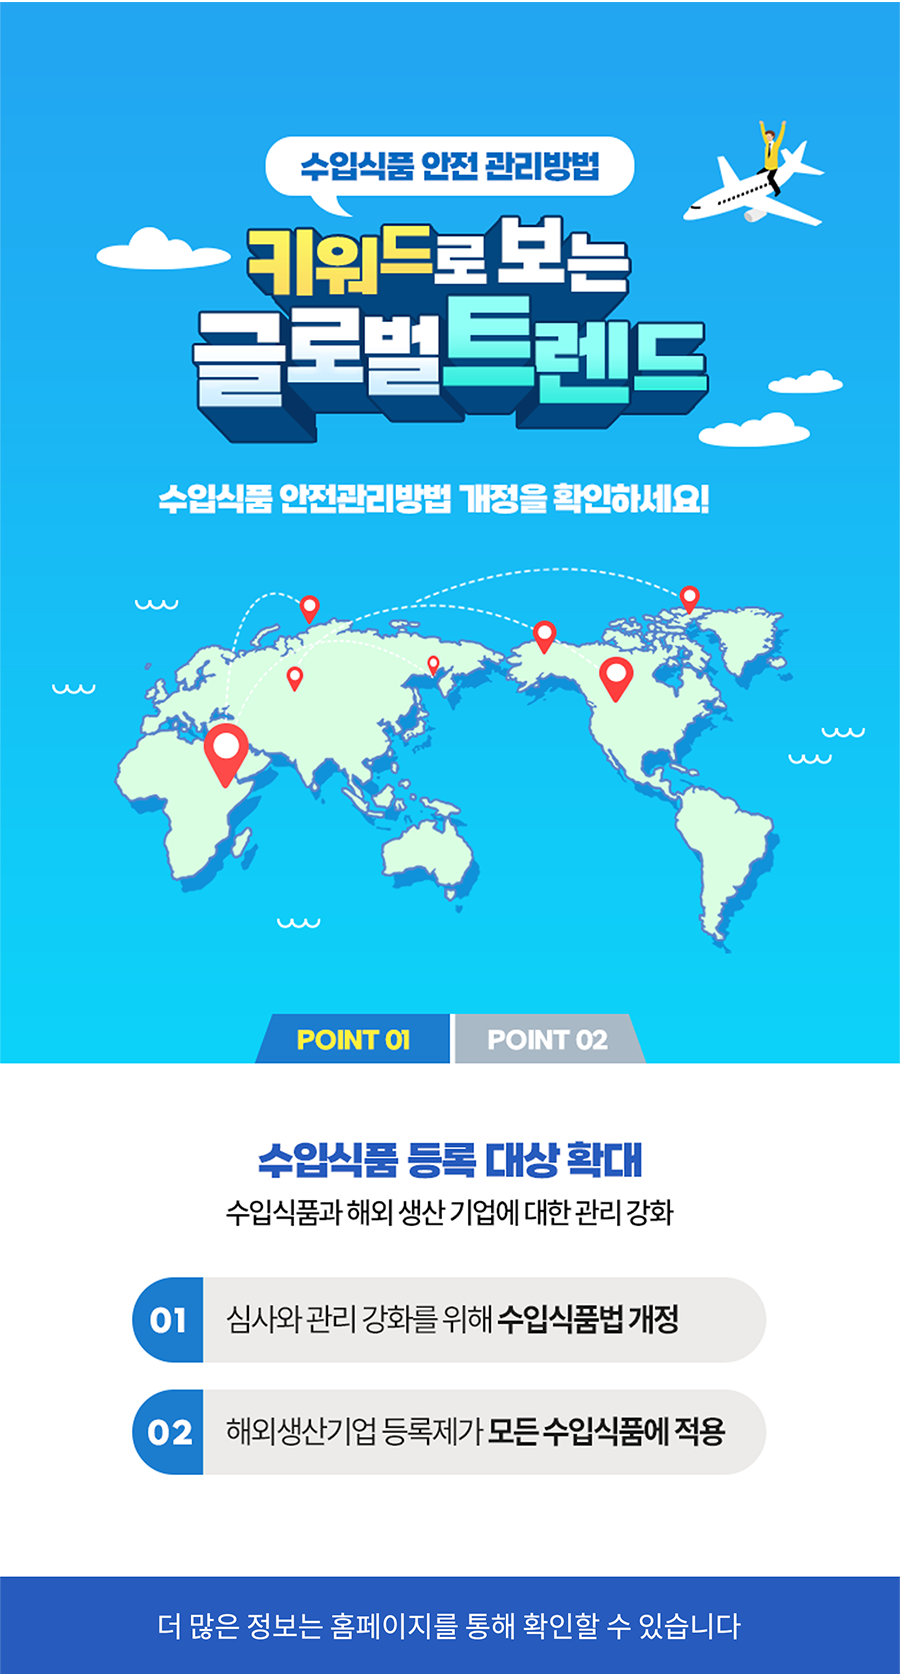 수입식품 안전 관리방법
키워드로 보는
글로벌 트렌드
수입식품 안전관리방법 개정을 확인하세요!
POINT 01
POINT 02
수입식품 등록 대상 확대
수입식품과 해외 생산 기업에 대한 관리 강화
01 심사와 관리 강화를 위해 수입식품법 개정
02 해외생산기업 등록제가 모든 수입식품에 적용
더 많은 정보는 홈페이지를 통해 확인할 수 있습니다